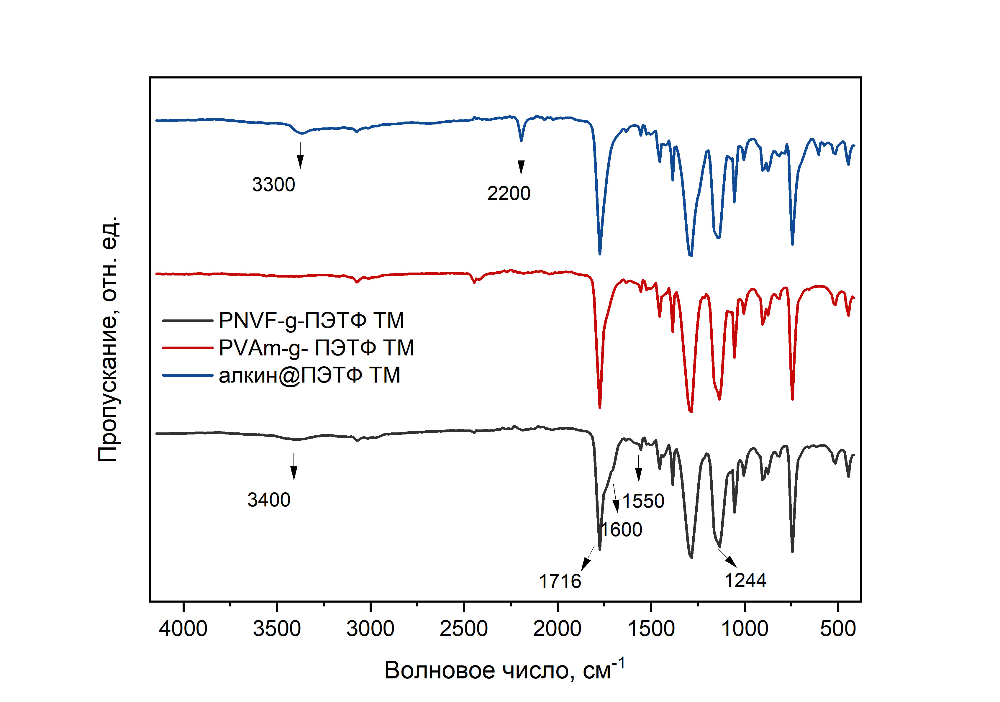 3300
2200
PNVF-g-ПЭТФ ТМ
PVAm-g- ПЭТФ ТМ
алкин@ПЭТФ ТМ
Пропускание, отн. ед.
3400
1550
1600
1716
1244
4000 3500 3000 2500 2000 1500 1000 500
Волновое число, см⁻¹